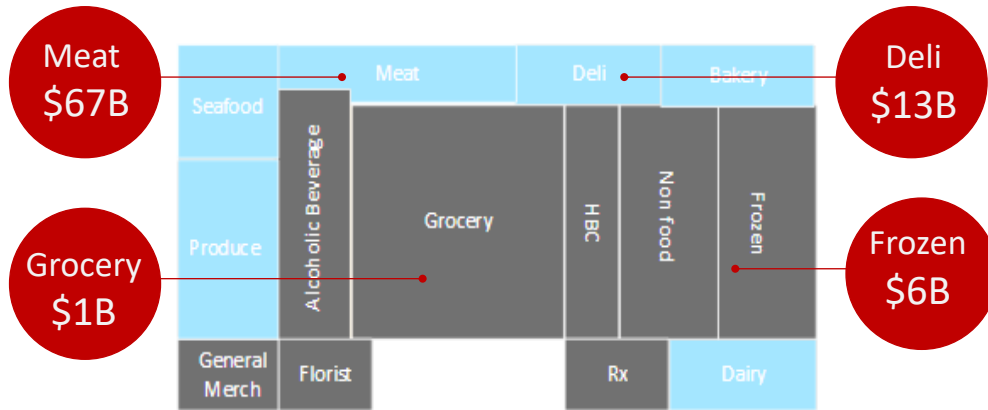 Meat
$67B
Meat
Deli
Bakery
Deli
$13B
Seafood
Produce
Alcoholic Beverage
Grocery
HBC
Non food
Frozen
Grocery
$1B
Frozen
$6B
General
Merch
Florist
Rx
Dairy